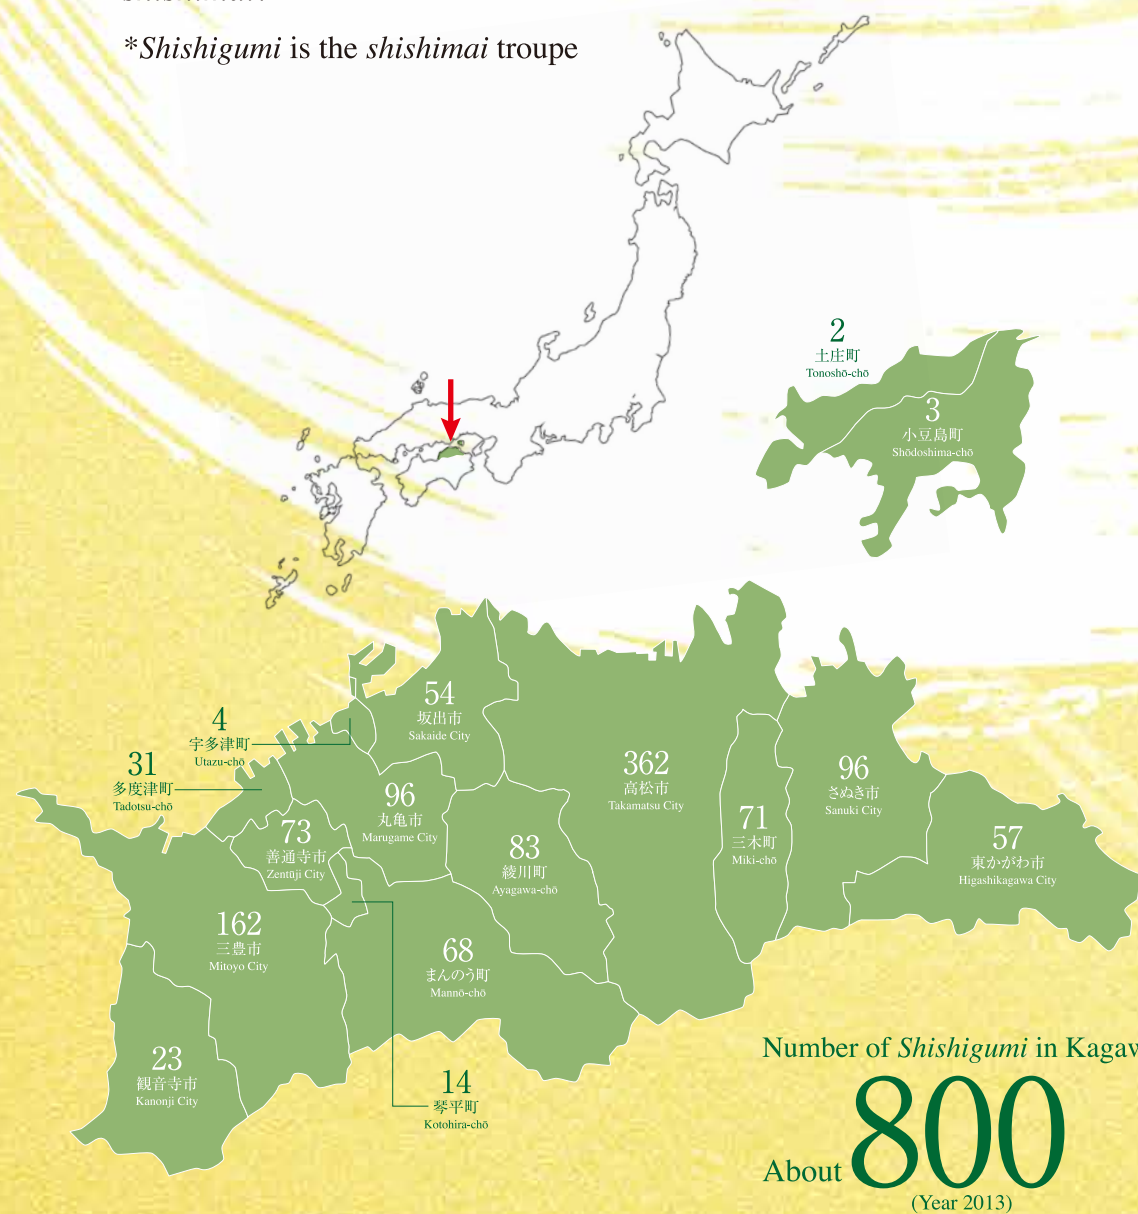 *Shishigumi is the shishimai troupe
2
土庄町
Tonoshō-chō
3
小豆島町
Shōdoshima-chō
54
坂出市
Sakaide City
4
宇多津町
Utazu-chō
31
多度津町
Tadotsu-chō
362
高松市
Takamatsu City
96
さぬき市
Sanuki City
96
丸亀市
Marugame City
71
三木町
Miki-chō
73
善通寺市
Zentūji City
83
綾川町
Ayagawa-chō
57
東かがわ市
Higashikagawa City
162
三豊市
Mitoyo City
68
まんのう町
Mannō-chō
23
観音寺市
Kanonji City
14
琴平町
Kotohira-chō
Number of Shishigumi in Kagaw
About 800
(Year 2013)